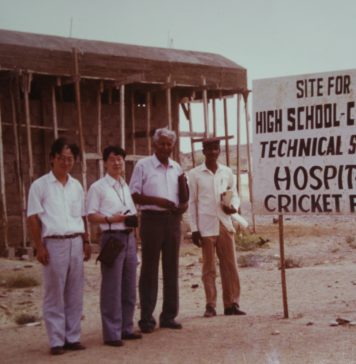 SITE FOR
HIGH SCHOOL-C
TECHNICAL S
HOSPIT
CRICKET